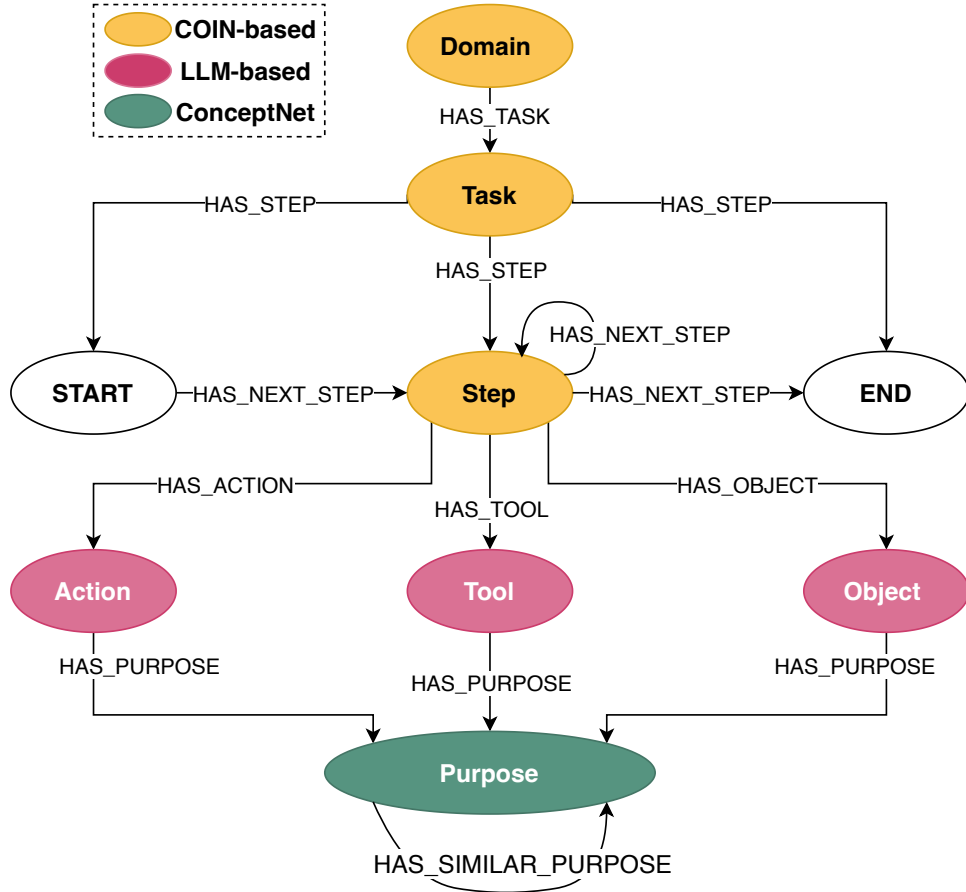 COIN-based
LLM-based
ConceptNet
Domain
HAS_TASK
Task
HAS_STEP
HAS_STEP
HAS_STEP
HAS_NEXT_STEP
START
HAS_NEXT_STEP
Step
HAS_NEXT_STEP
END
HAS_ACTION
HAS_TOOL
HAS_OBJECT
Action
Tool
Object
HAS_PURPOSE
HAS_PURPOSE
HAS_PURPOSE
Purpose
HAS_SIMILAR_PURPOSE